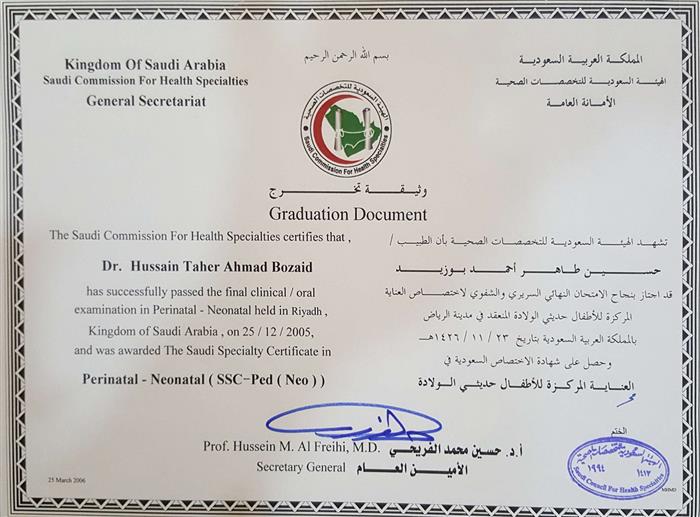 بسم الله الرحمن الرحيم
Kingdom Of Saudi Arabia
Saudi Commission For Health Specialties
General Secretariat
المملكة العربية السعودية
الهيئة السعودية للتخصصات الصحية
الأمانة العامة
الهيئة السعودية للتخصصات الصحية
Saudi Commission For Health Specialties
وثيقة تخرج
Graduation Document
The Saudi Commission For Health Specialties certifies that ,
Dr. Hussain Taher Ahmad Bozaid
has successfully passed the final clinical / oral
examination in Perinatal - Neonatal held in Riyadh ,
Kingdom of Saudi Arabia , on 25 / 12 / 2005,
and was awarded The Saudi Specialty Certificate in
Perinatal - Neonatal ( SSC-Ped ( Neo ) )
تشهد الهيئة السعودية للتخصصات الصحية بأن الطبيب /
حسين طاهر أحمد بوزيد
قد اجتاز بنجاح الامتحان النهائي السريري والشفوي لاختصاص العناية
المركزة للأطفال حديثي الولادة المنعقد في مدينة الرياض
بالمملكة العربية السعودية بتاريخ ٢٣ / ١١ / ١٤٢٦هـ
وحصل على شهادة الاختصاص السعودية في
العناية المركزة للأطفال حديثي الولادة
Prof. Hussein M. Al Freihi, M.D.
Secretary General
أ.د. حسين محمد الفريحي
الأمين العام
الختم
١٩٩٤ ١٤١٣
Saudi Council For Health Specialties
25 March 2006